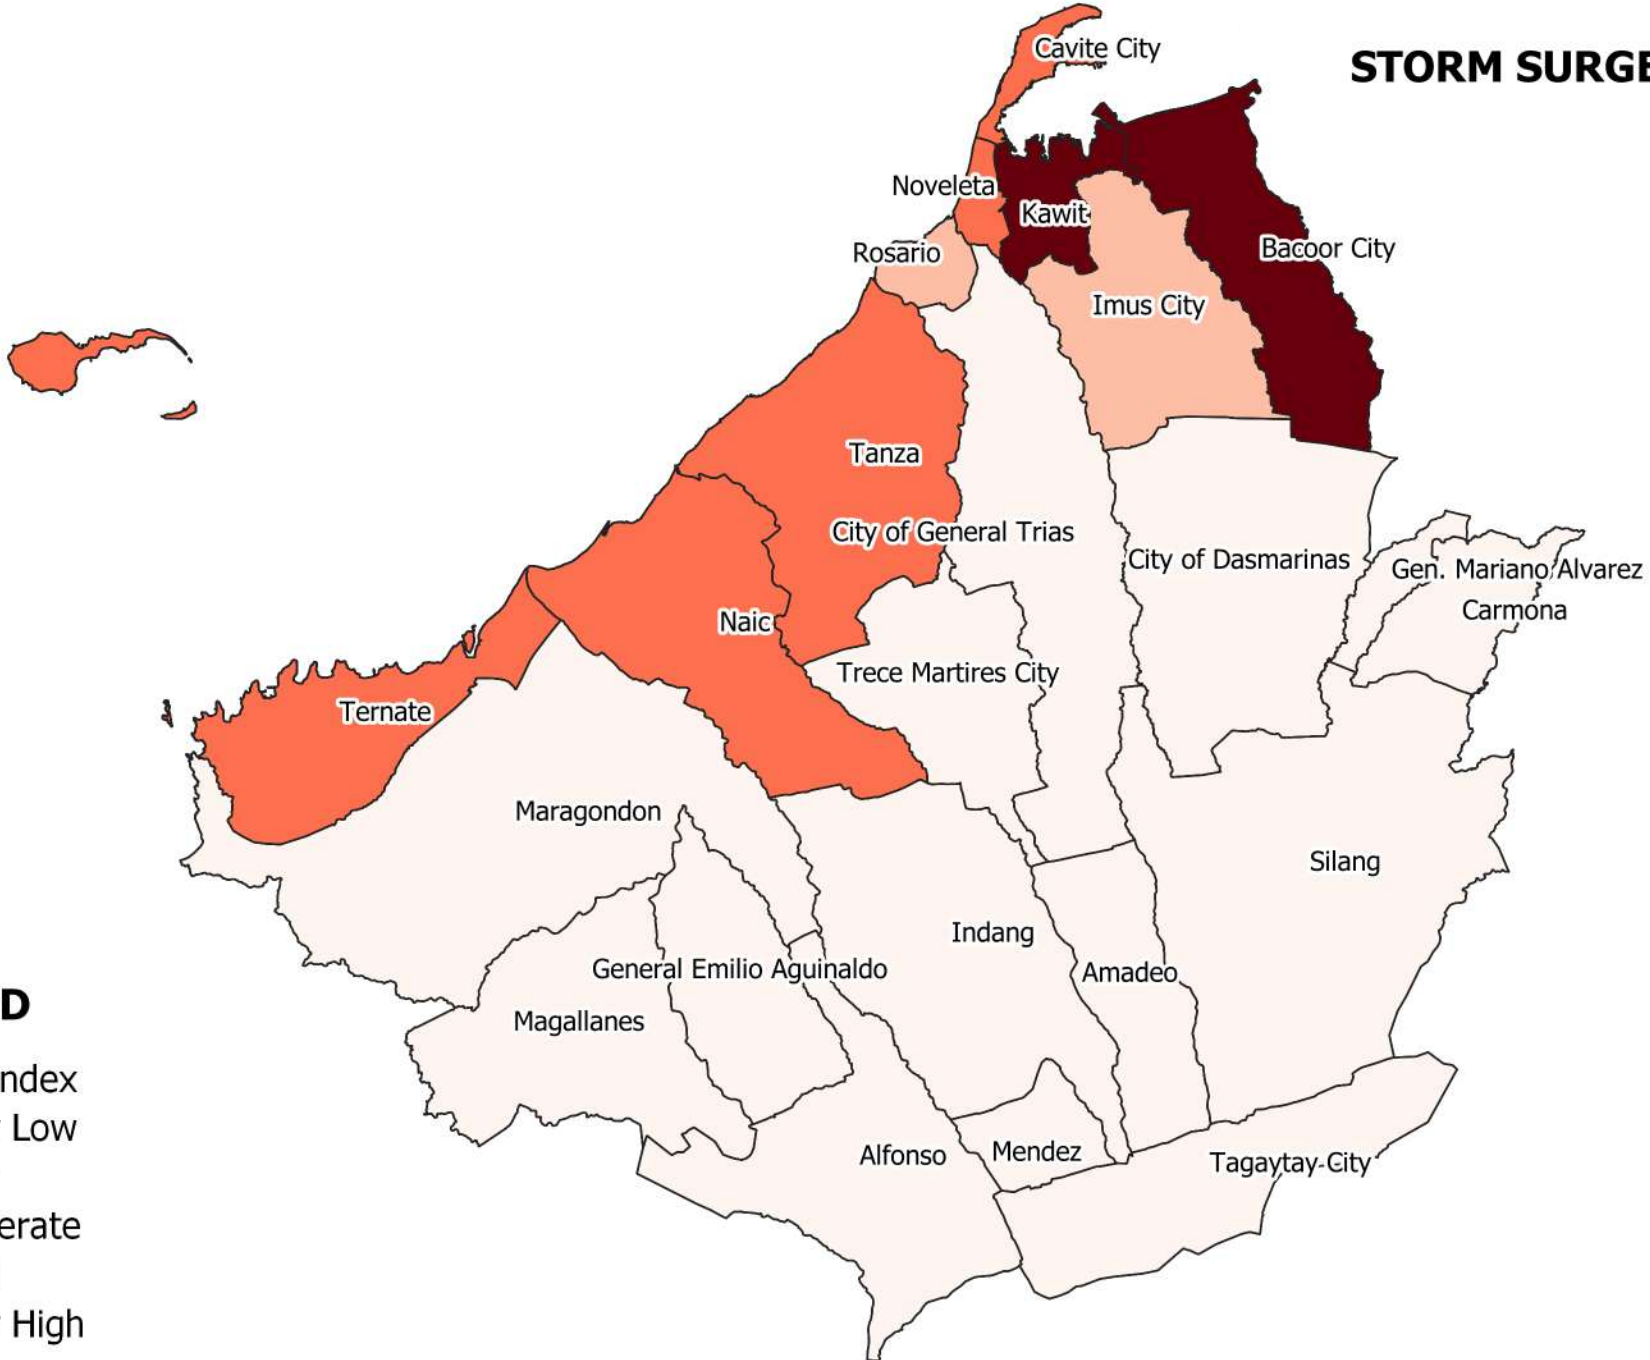 Cavite City
STORM SURGE
Noveleta
Kawit
Rosario
Bacoor City
Imus City
Tanza
City of General Trias
City of Dasmarinas
Gen. Mariano Alvarez
Carmona
Naic
Trece Martires City
Ternate
Maragondon
Silang
Indang
General Emilio Aguinaldo
Amadeo
Magallanes
Alfonso
Mendez
Tagaytay City
D
ndex
Low
erate
High